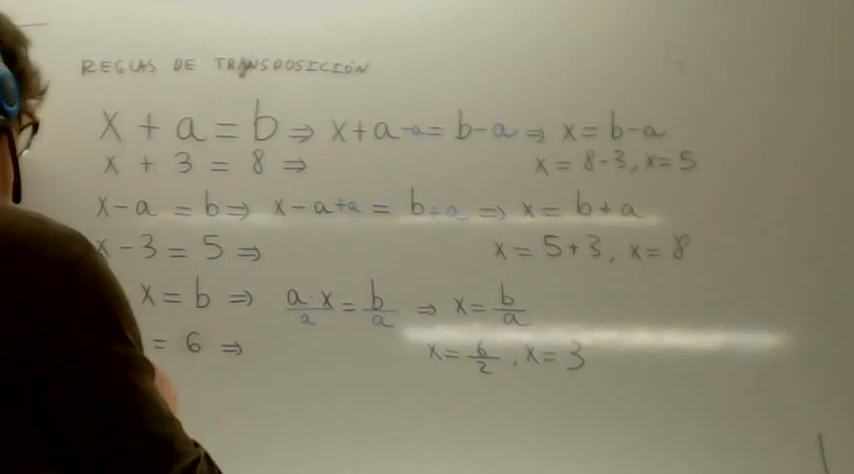 REGLAS DE TRANSPOSICIÓN
x + a = b ⇒ x+a-a = b-a ⇒ x = b-a
x + 3 = 8 ⇒ x = 8-3, x=5
x-a = b ⇒ x-a+a = b+a ⇒ x = b+a
x-3 = 5 ⇒ x = 5+3, x = 8
x = b ⇒ a·x/a = b/a ⇒ x = b/a
= 6 ⇒ x = 6/2, x = 3